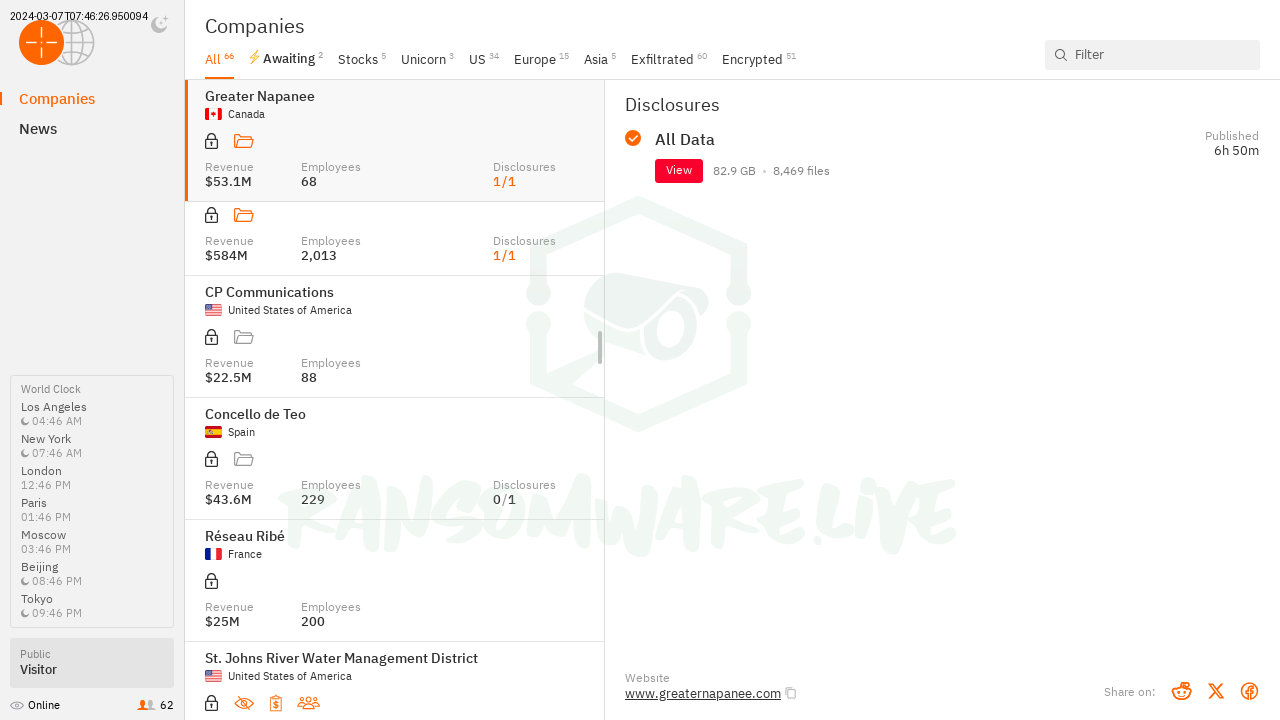 2024-03-07T07:46:26.950094
Companies
News
World Clock
Los Angeles
04:46 AM
New York
07:46 AM
London
12:46 PM
Paris
01:46 PM
Moscow
03:46 PM
Beijing
08:46 PM
Tokyo
09:46 PM
Public
Visitor
Online 62
Companies
All 66 Awaiting 2 Stocks 5 Unicorn 3 US 34 Europe 15 Asia 5 Exfiltrated 60 Encrypted 51
Filter
Greater Napanee
Canada
Revenue Employees Disclosures
$53.1M 68 1/1
Revenue Employees Disclosures
$584M 2,013 1/1
CP Communications
United States of America
Revenue Employees
$22.5M 88
Concello de Teo
Spain
Revenue Employees Disclosures
$43.6M 229 0/1
Réseau Ribé
France
Revenue Employees
$25M 200
St. Johns River Water Management District
United States of America
Disclosures
All Data
Published
6h 50m
View 82.9 GB • 8,469 files
RANSOMWARE.LIVE
Website
www.greaternapanee.com
Share on: